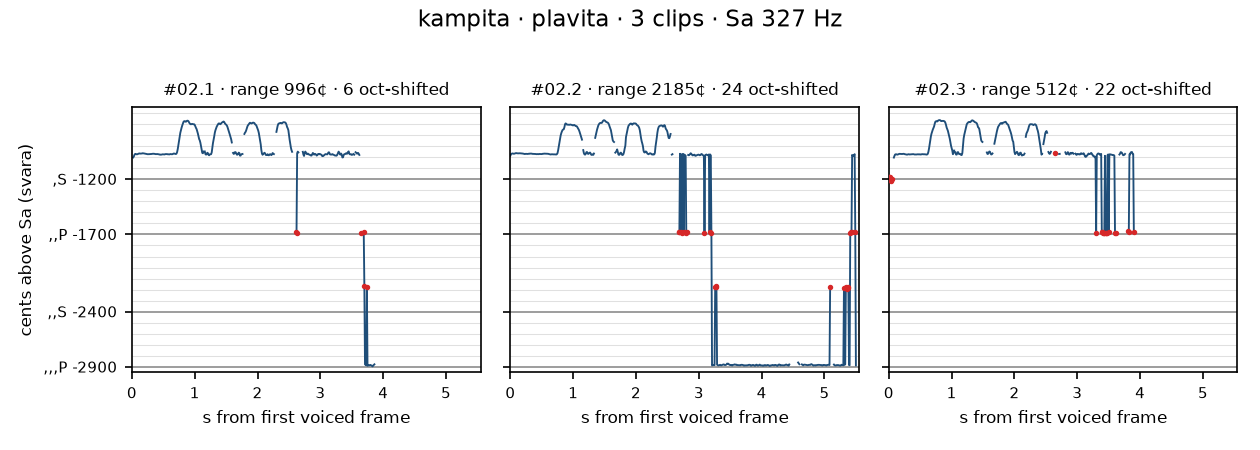 kampita · plavita · 3 clips · Sa 327 Hz
#02.1 · range 996¢ · 6 oct-shifted
#02.2 · range 2185¢ · 24 oct-shifted
#02.3 · range 512¢ · 22 oct-shifted
cents above Sa (svara)
,S -1200
,,P -1700
,,S -2400
,,,P -2900
0 1 2 3 4 5
0 1 2 3 4 5
0 1 2 3 4 5
s from first voiced frame
s from first voiced frame
s from first voiced frame